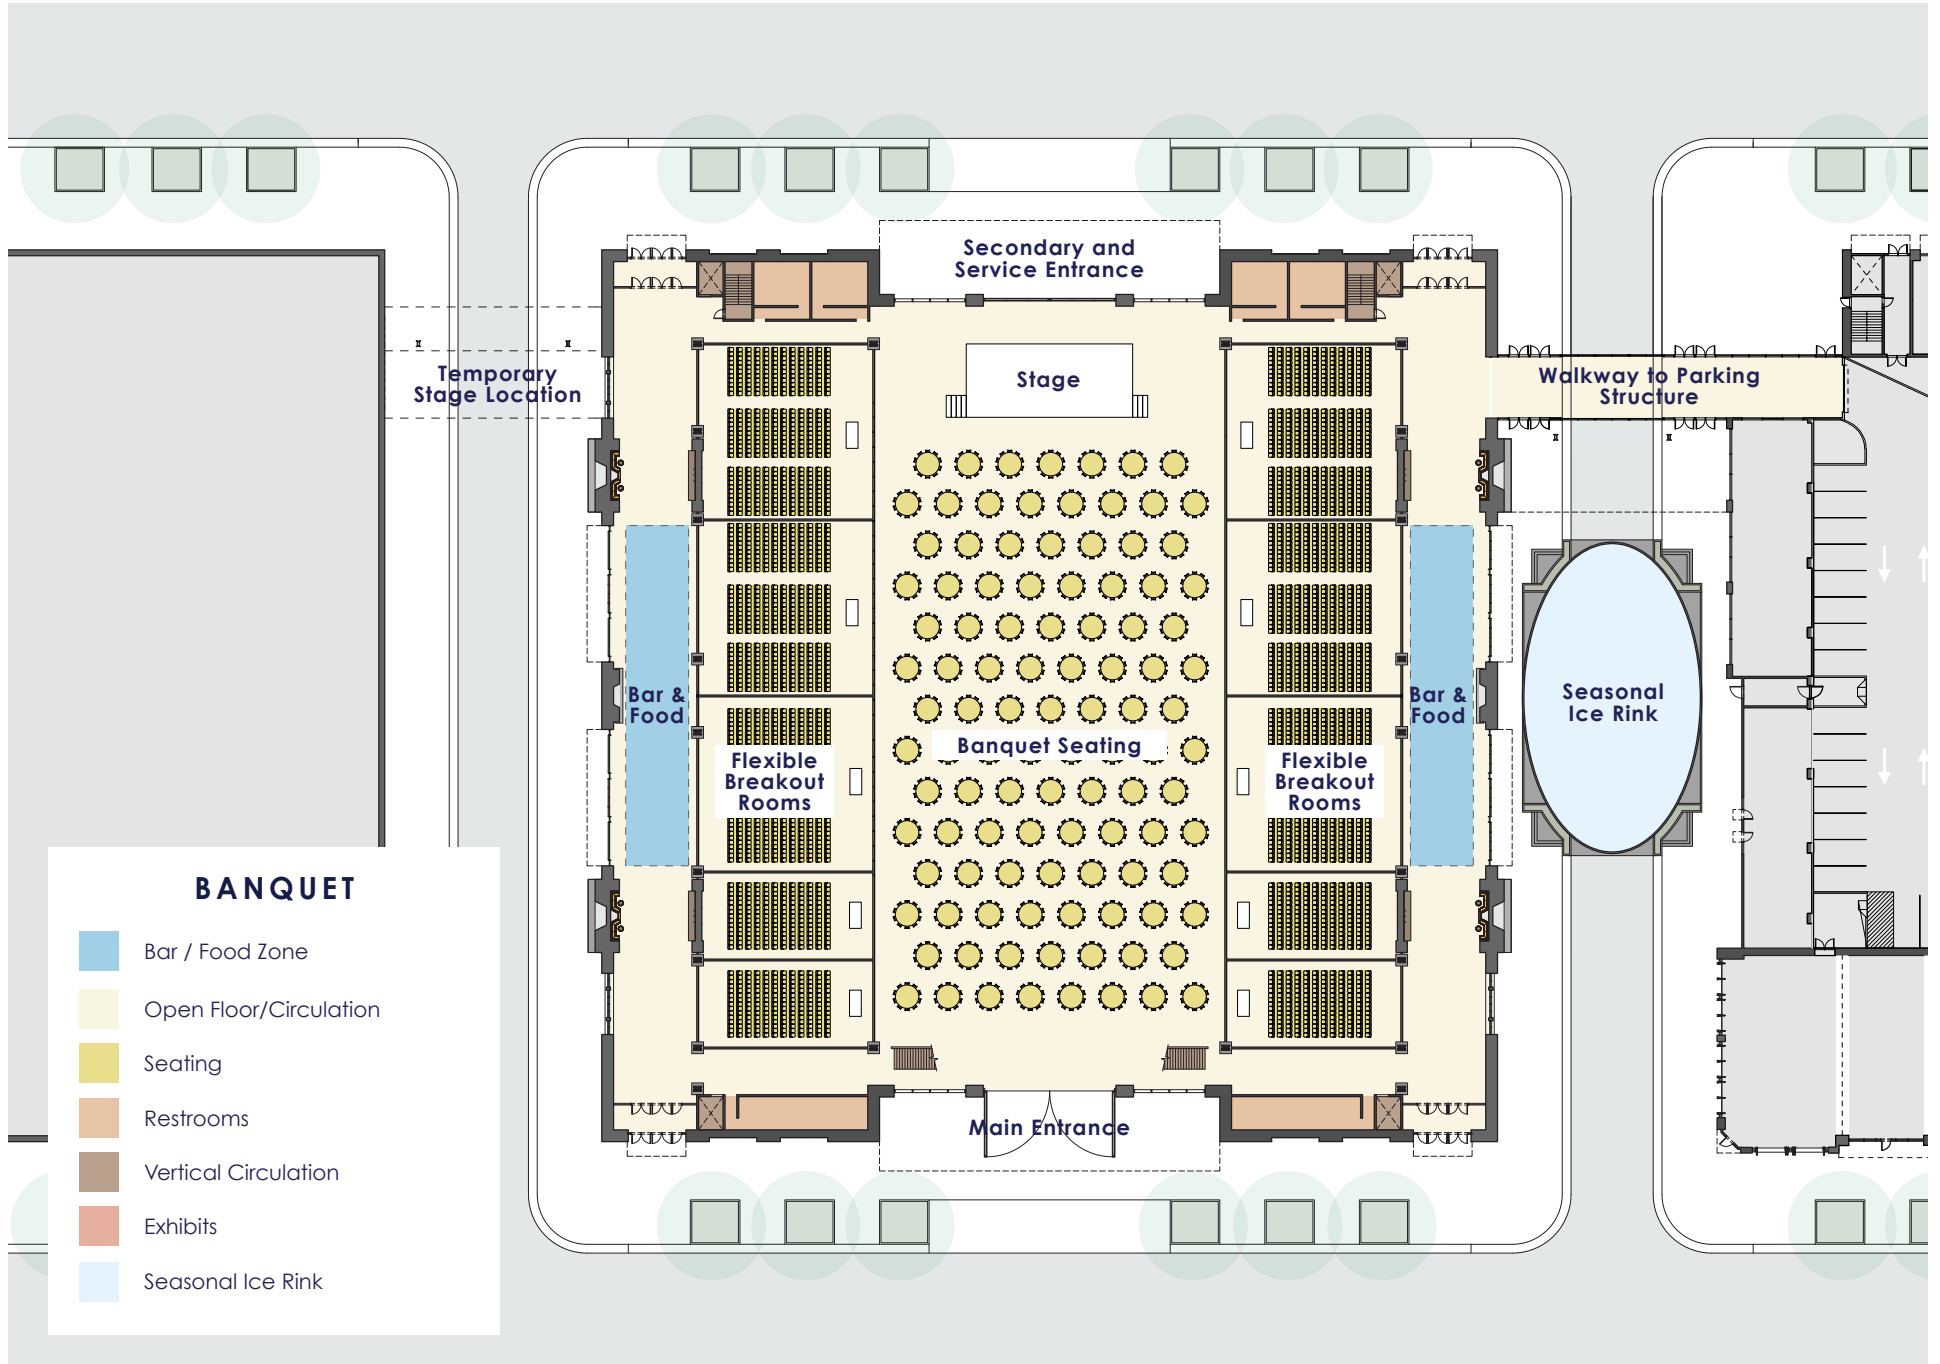 Secondary and
Service Entrance
Temporary
Stage Location
Stage
Walkway to Parking
Structure
Bar &
Food
Bar &
Food
Seasonal
Ice Rink
Banquet Seating
Flexible
Breakout
Rooms
Flexible
Breakout
Rooms
Main Entrance
BANQUET
Bar / Food Zone
Open Floor/Circulation
Seating
Restrooms
Vertical Circulation
Exhibits
Seasonal Ice Rink